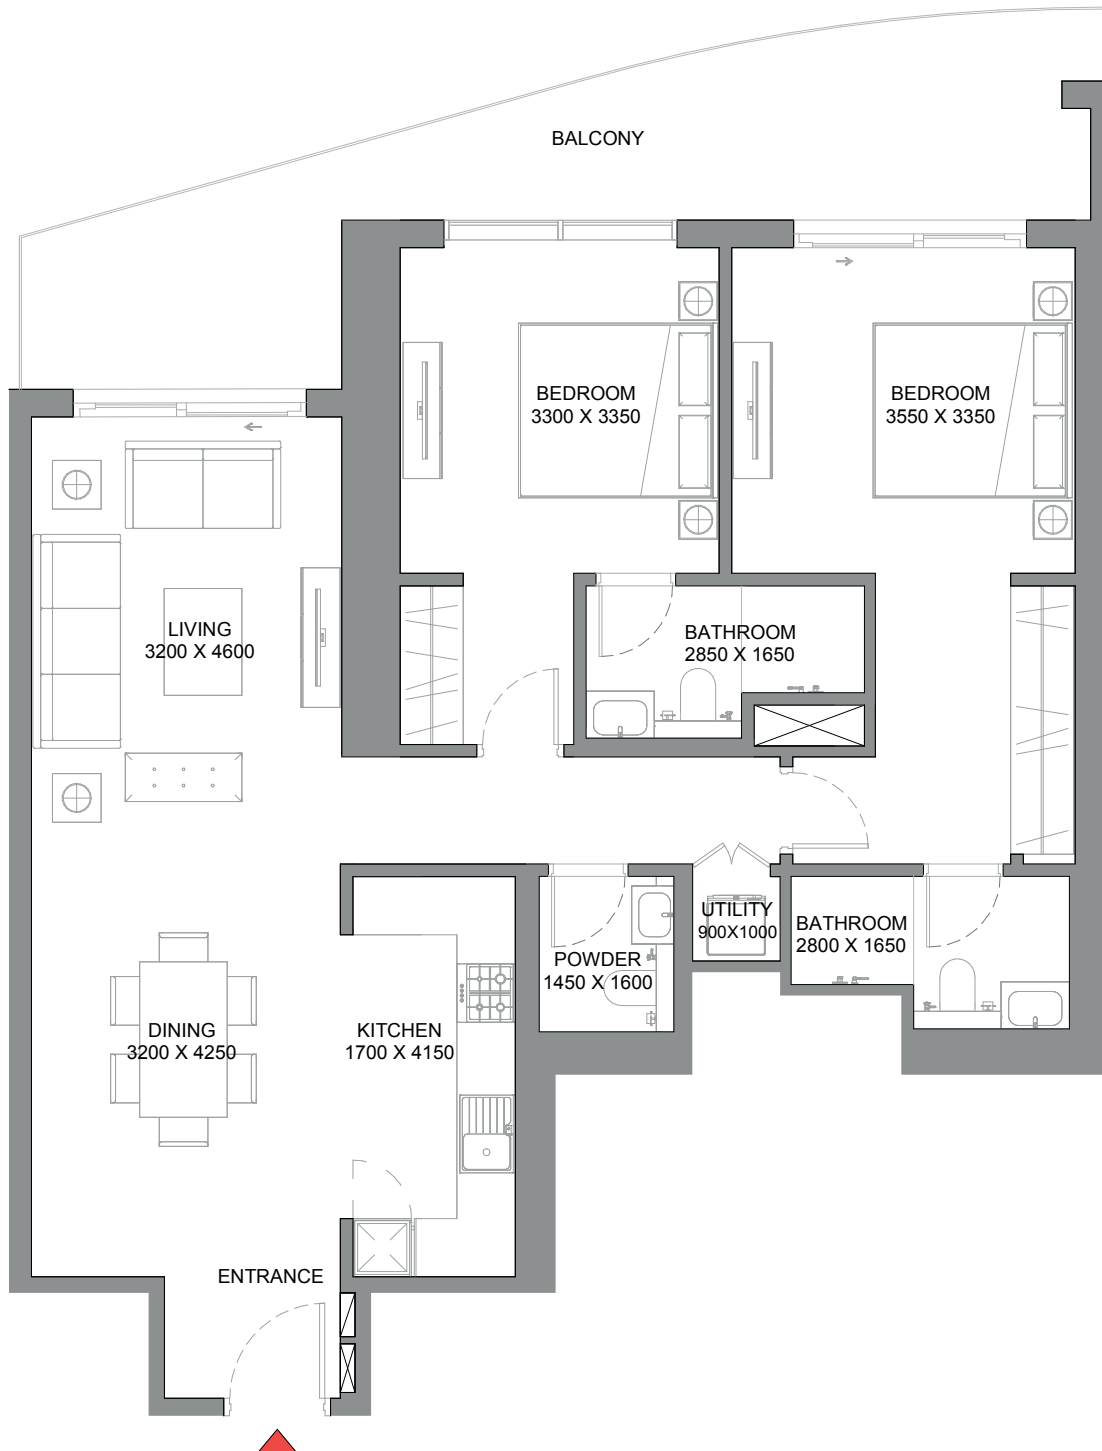 BALCONY
BEDROOM
3300 X 3350
BEDROOM
3550 X 3350
LIVING
3200 X 4600
BATHROOM
2850 X 1650
UTILITY
900X1000
BATHROOM
2800 X 1650
POWDER
1450 X 1600
DINING
3200 X 4250
KITCHEN
1700 X 4150
ENTRANCE